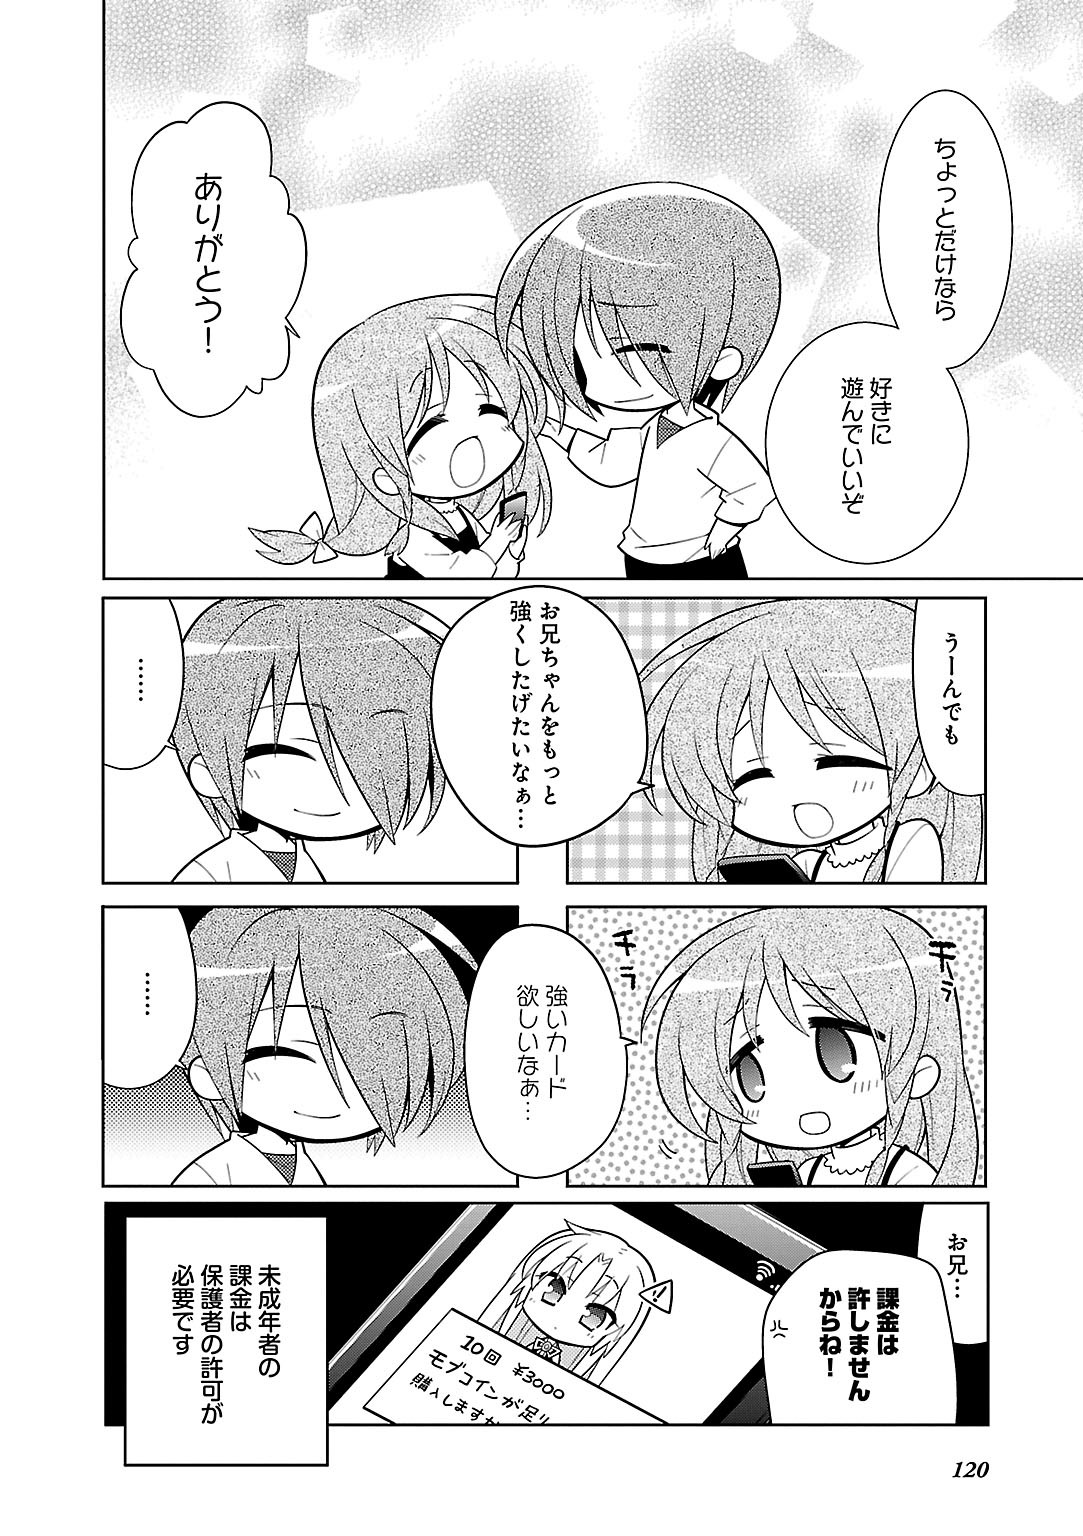 ちょっとだけなら
好きに
遊んでいいぞ
ありがとう!
うーんでも
お兄ちゃんをもっと
強くしたげたいなぁ…
……
チラ
チラ
強いカード
欲しいなぁ…
……
お兄…
課金は
許しません
からね!
!!
10回 ¥3000
モブコインが足り
購入しますか
未成年者の
課金は
保護者の許可が
必要です
120